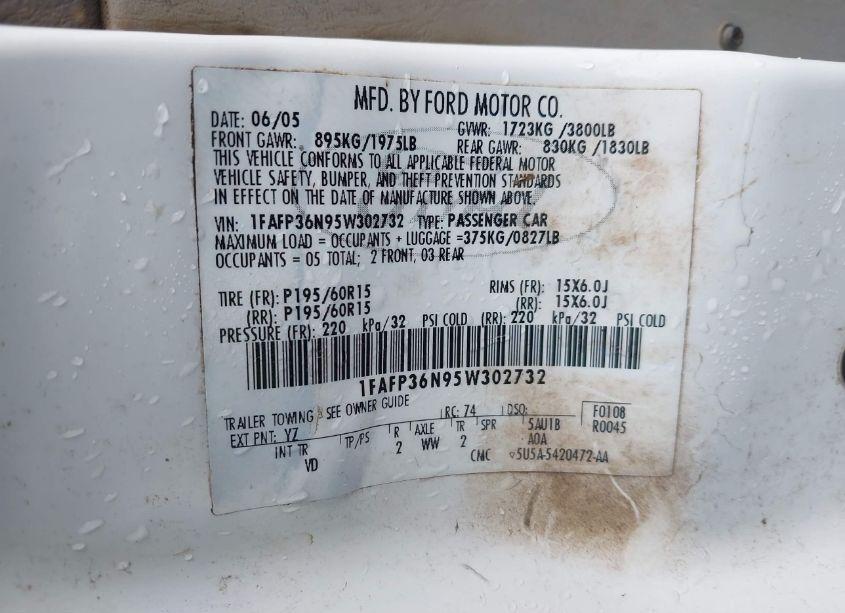 MFD. BY FORD MOTOR CO.
DATE: 06/05 GVWR: 1723KG /3800LB
FRONT GAWR: 895KG/1975LB REAR GAWR: 830KG /1830LB
THIS VEHICLE CONFORMS TO ALL APPLICABLE FEDERAL MOTOR
VEHICLE SAFETY, BUMPER, AND THEFT PREVENTION STANDARDS
IN EFFECT ON THE DATE OF MANUFACTURE SHOWN ABOVE.
VIN: 1FAFP36N95W302732 TYPE: PASSENGER CAR
MAXIMUM LOAD = OCCUPANTS + LUGGAGE =375KG/0827LB
OCCUPANTS = 05 TOTAL; 2 FRONT, 03 REAR
TIRE (FR): P195/60R15 RIMS (FR): 15X6.0J
(RR): P195/60R15 (RR): 15X6.0J
PRESSURE (FR): 220 kPa/32 PSI COLD (RR): 220 kPa/32 PSI COLD
1FAFP36N95W302732
TRAILER TOWING - SEE OWNER GUIDE RC: 74 DSO: F0108
EXT PNT: YZ R0045
INT TR TP/PS R AXLE TR SPR 5AU1B
VD 2 WW 2 A0A
CMC 5U5A-5420472-AA